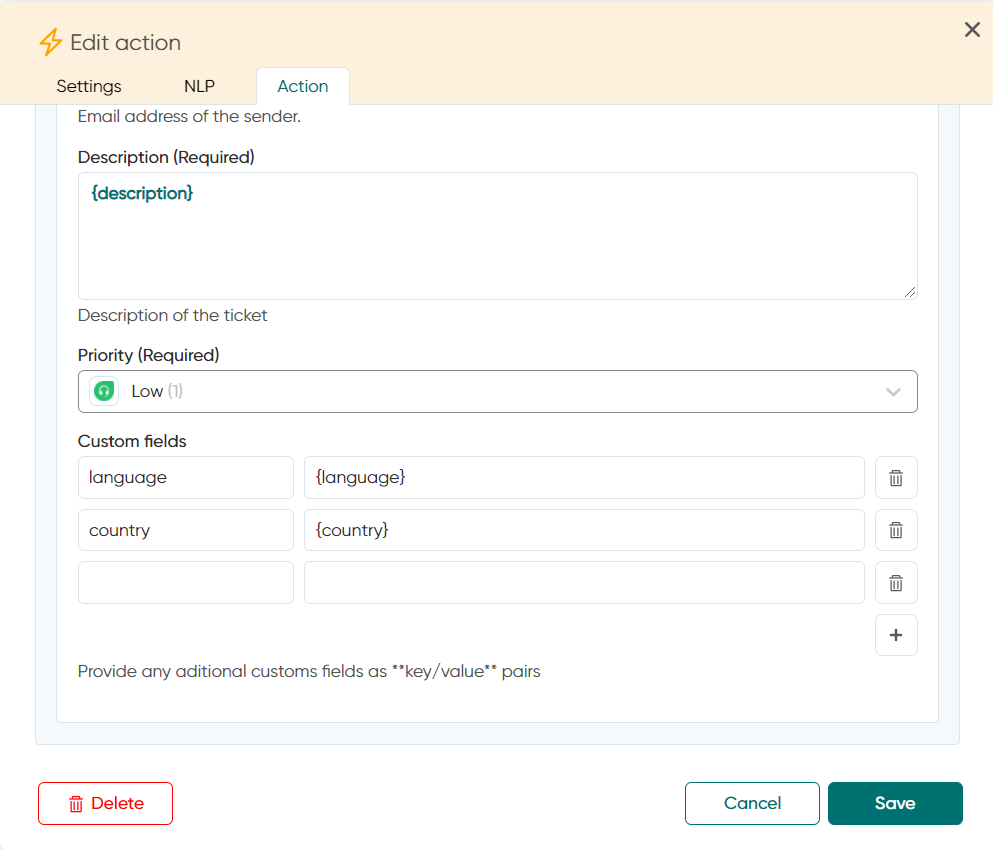 Edit action
Settings NLP Action
Email address of the sender.
Description (Required)
{description}
Description of the ticket
Priority (Required)
Low (1)
Custom fields
language {language}
country {country}
Provide any aditional customs fields as **key/value** pairs
Delete Cancel Save